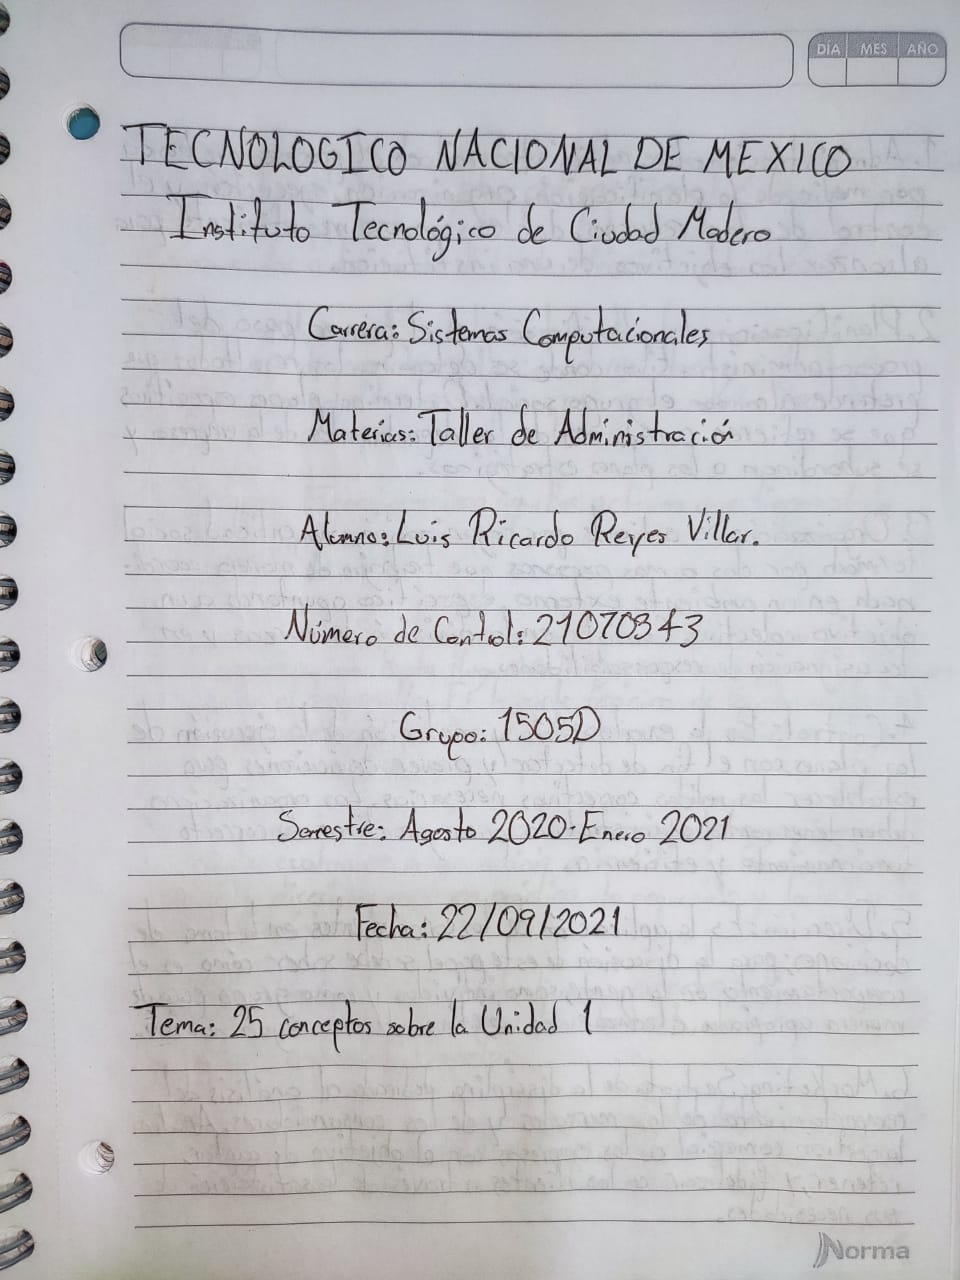 DÍA MES AÑO
TECNOLOGICO NACIONAL DE MEXICO
Instituto Tecnológico de Ciudad Madero
Carrera: Sistemas Computacionales
Materias: Taller de Administración
Alumno: Luis Ricardo Reyes Villar.
Número de Control: 21070343
Grupo: 1505D
Semestre: Agosto 2020-Enero 2021
Fecha: 22/09/2021
Tema: 25 conceptos sobre la Unidad 1
Norma